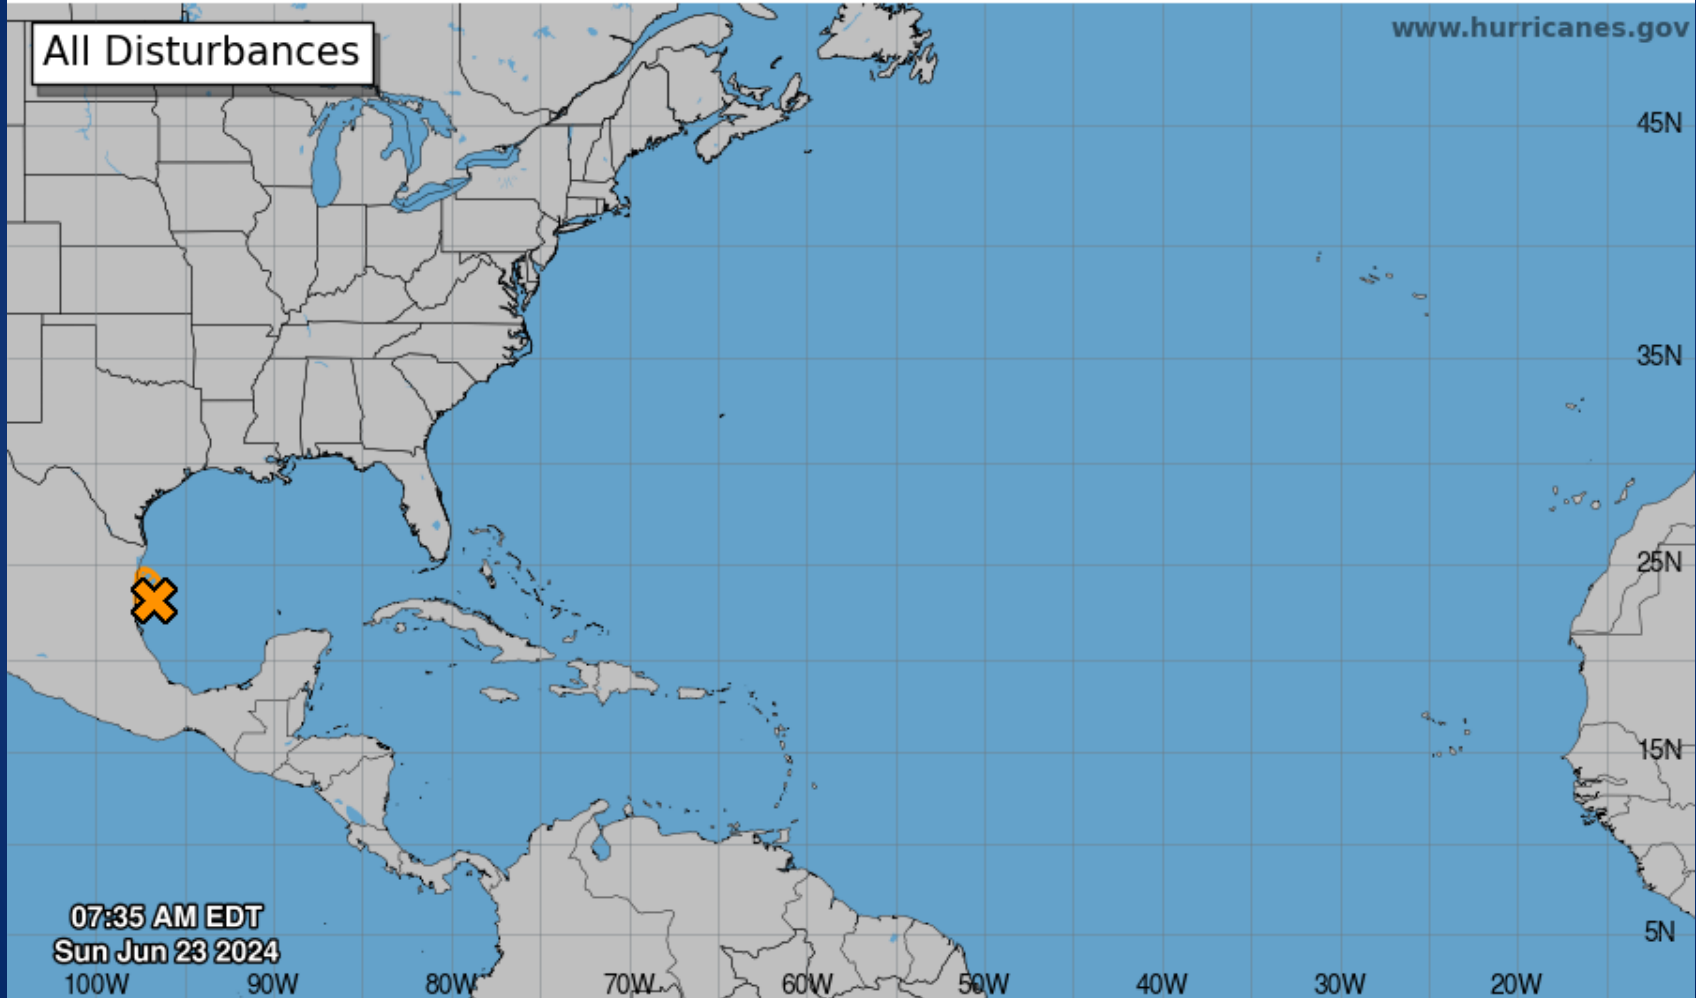 All Disturbances
www.hurricanes.gov
45N
35N
25N
15N
5N
07:35 AM EDT
Sun Jun 23 2024
100W 90W 80W 70W 60W 50W 40W 30W 20W